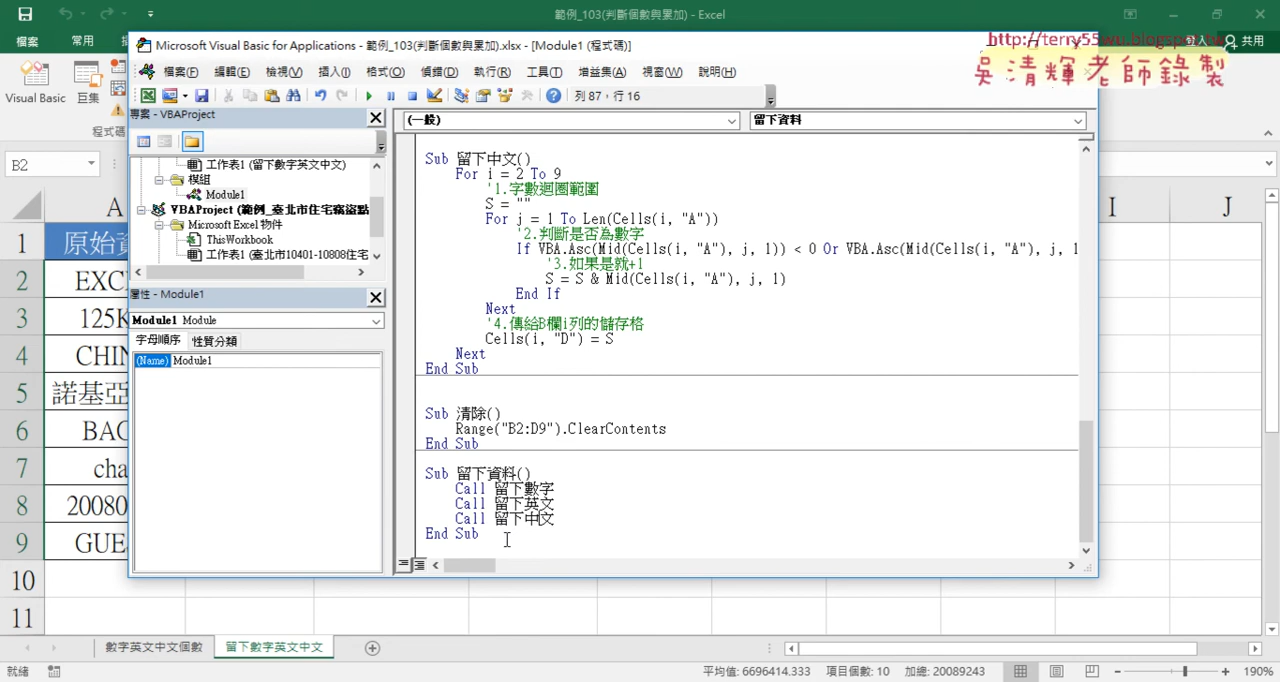 範例_103(判斷個數與累加) - Excel
檔案
常用
登入
共用
http://terry55wu.blogspot.tw
吳清輝老師錄製
Microsoft Visual Basic for Applications - 範例_103(判斷個數與累加).xlsx - [Module1 (程式碼)]
檔案(F) 編輯(E) 檢視(V) 插入(I) 格式(O) 偵錯(D) 執行(R) 工具(T) 增益集(A) 視窗(W) 說明(H)
Visual Basic
巨集
程式碼
列 87，行 16
專案 - VBAProject
工作表1 (留下數字英文中文)
模組
Module1
VBAProject (範例_臺北市住宅竊盜點
Microsoft Excel 物件
ThisWorkbook
工作表1 (臺北市10401-10808住宅
屬性 - Module1
Module1 Module
字母順序 性質分類
(Name) Module1
(一般)
留下資料
Sub 留下中文()
For i = 2 To 9
'1.字數迴圈範圍
S = ""
For j = 1 To Len(Cells(i, "A"))
'2.判斷是否為數字
If VBA.Asc(Mid(Cells(i, "A"), j, 1)) < 0 Or VBA.Asc(Mid(Cells(i, "A"), j, 1
'3.如果是就+1
S = S & Mid(Cells(i, "A"), j, 1)
End If
Next
'4.傳給B欄i列的儲存格
Cells(i, "D") = S
Next
End Sub
Sub 清除()
Range("B2:D9").ClearContents
End Sub
Sub 留下資料()
Call 留下數字
Call 留下英文
Call 留下中文
End Sub
B2
A I J
1 原始資
2 EXC
3 125K
4 CHIN
5 諾基亞
6 BAC
7 cha
8 20080
9 GUE
10
11
數字英文中文個數
留下數字英文中文
就緒
平均值: 6696414.333 項目個數: 10 加總: 20089243
190%